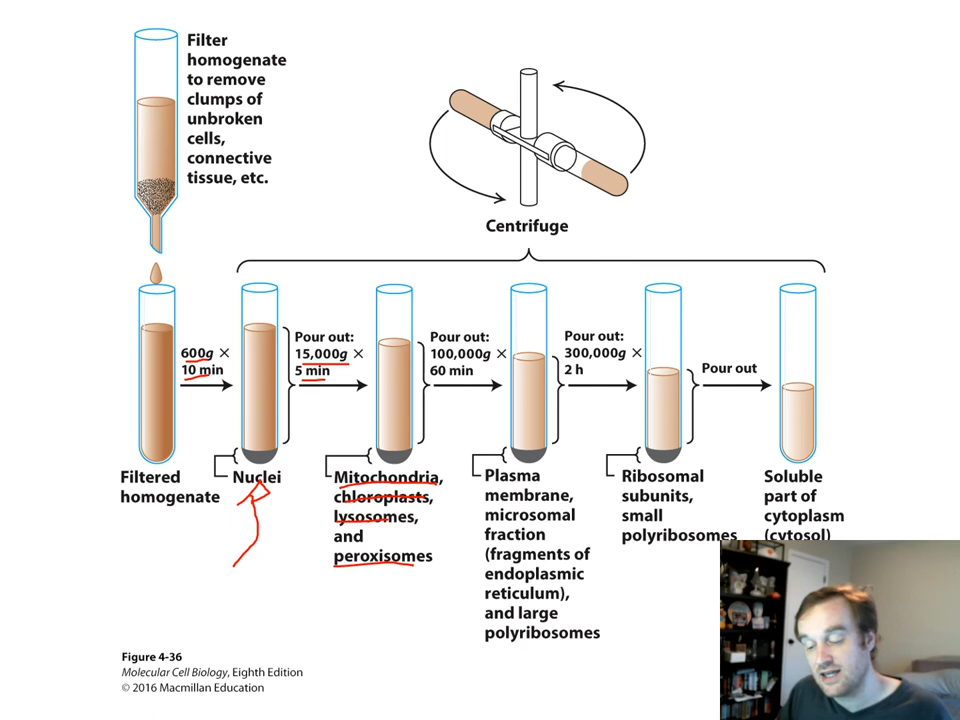 Filter
homogenate
to remove
clumps of
unbroken
cells,
connective
tissue, etc.
Centrifuge
600g ×
10 min
Pour out:
15,000g ×
5 min
Pour out:
100,000g ×
60 min
Pour out:
300,000g ×
2 h
Pour out
Filtered
homogenate
Nuclei
Mitochondria,
chloroplasts,
lysosomes,
and
peroxisomes
Plasma
membrane,
microsomal
fraction
(fragments of
endoplasmic
reticulum),
and large
polyribosomes
Ribosomal
subunits,
small
polyribosomes
Soluble
part of
cytoplasm
(cytosol)
Figure 4-36
Molecular Cell Biology, Eighth Edition
© 2016 Macmillan Education